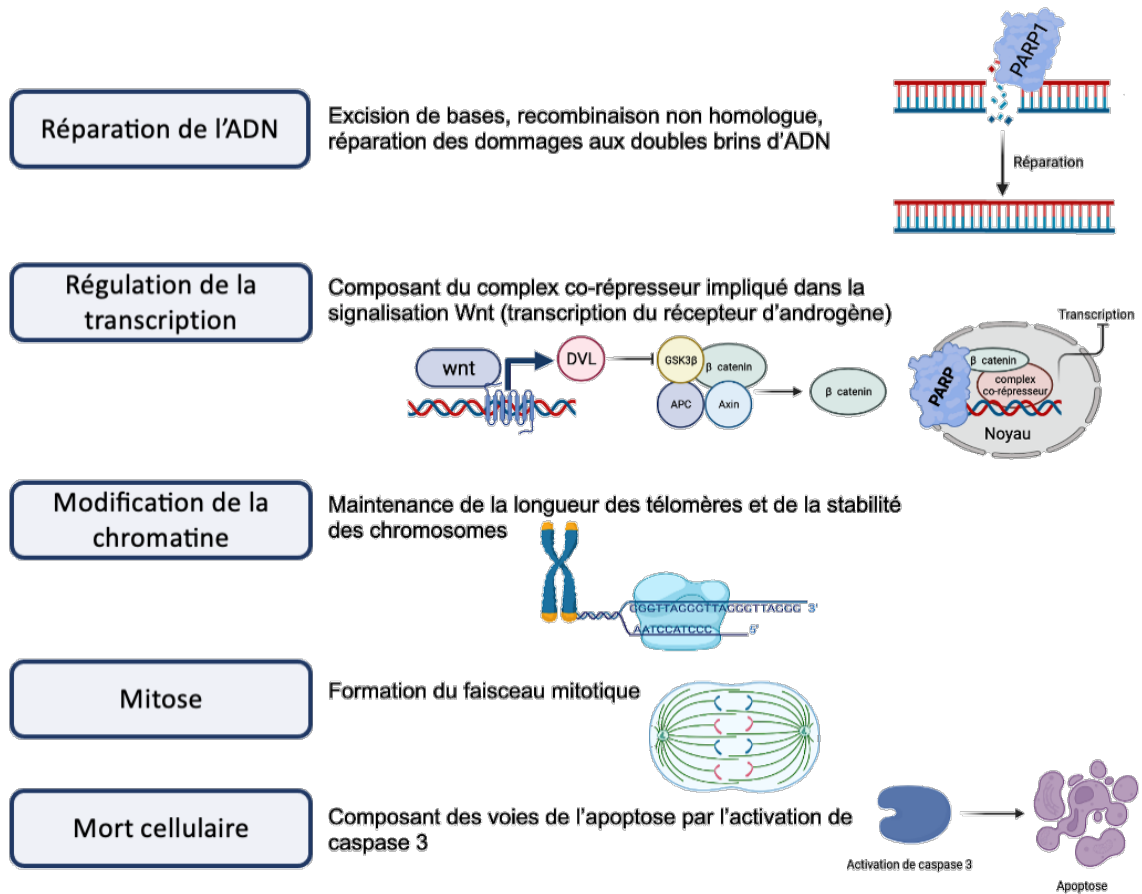 PARP1
Réparation de l’ADN
Excision de bases, recombinaison non homologue,
réparation des dommages aux doubles brins d’ADN
Réparation
Régulation de la
transcription
Composant du complex co-répresseur impliqué dans la
signalisation Wnt (transcription du récepteur d’androgène)
wnt
DVL
GSK3β
β catenin
APC
Axin
β catenin
Transcription
PARP
β catenin
complex
co-répresseur
Noyau
Modification de la
chromatine
Maintenance de la longueur des télomères et de la stabilité
des chromosomes
GGGTTAGGGTTAGGGTTAGGG 3'
AATCCATCCC 5'
Mitose
Formation du faisceau mitotique
Mort cellulaire
Composant des voies de l’apoptose par l’activation de
caspase 3
Activation de caspase 3
Apoptose